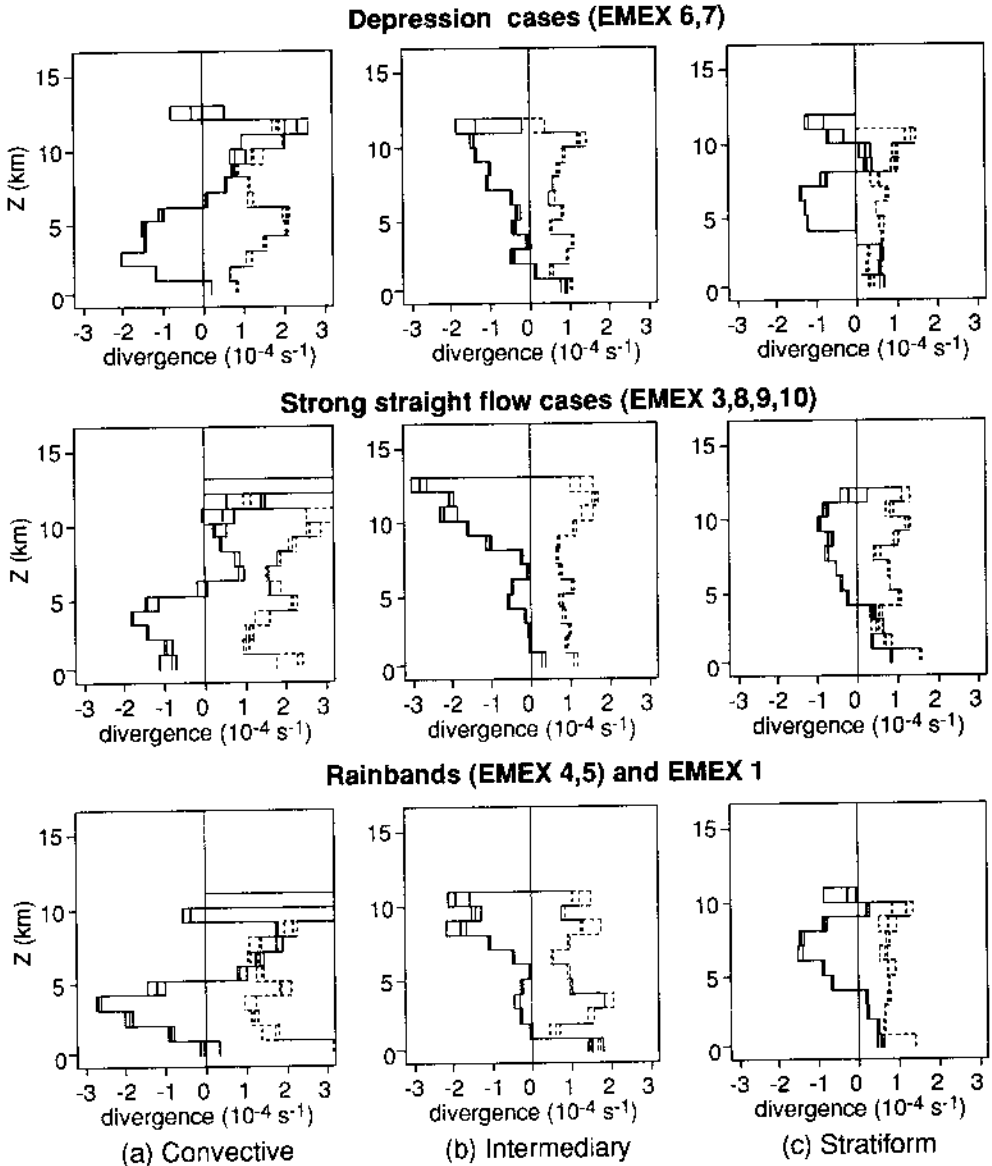 Depression cases (EMEX 6,7)
Z (km)
15
10
5
0
-3 -2 -1 0 1 2 3
divergence (10⁻⁴ s⁻¹)
15
10
5
0
-3 -2 -1 0 1 2 3
divergence (10⁻⁴ s⁻¹)
15
10
5
0
-3 -2 -1 0 1 2 3
divergence (10⁻⁴ s⁻¹)
Strong straight flow cases (EMEX 3,8,9,10)
Z (km)
15
10
5
0
-3 -2 -1 0 1 2 3
divergence (10⁻⁴ s⁻¹)
15
10
5
0
-3 -2 -1 0 1 2 3
divergence (10⁻⁴ s⁻¹)
15
10
5
0
-3 -2 -1 0 1 2 3
divergence (10⁻⁴ s⁻¹)
Rainbands (EMEX 4,5) and EMEX 1
Z (km)
15
10
5
0
-3 -2 -1 0 1 2 3
divergence (10⁻⁴ s⁻¹)
(a) Convective
15
10
5
0
-3 -2 -1 0 1 2 3
divergence (10⁻⁴ s⁻¹)
(b) Intermediary
15
10
5
0
-3 -2 -1 0 1 2 3
divergence (10⁻⁴ s⁻¹)
(c) Stratiform